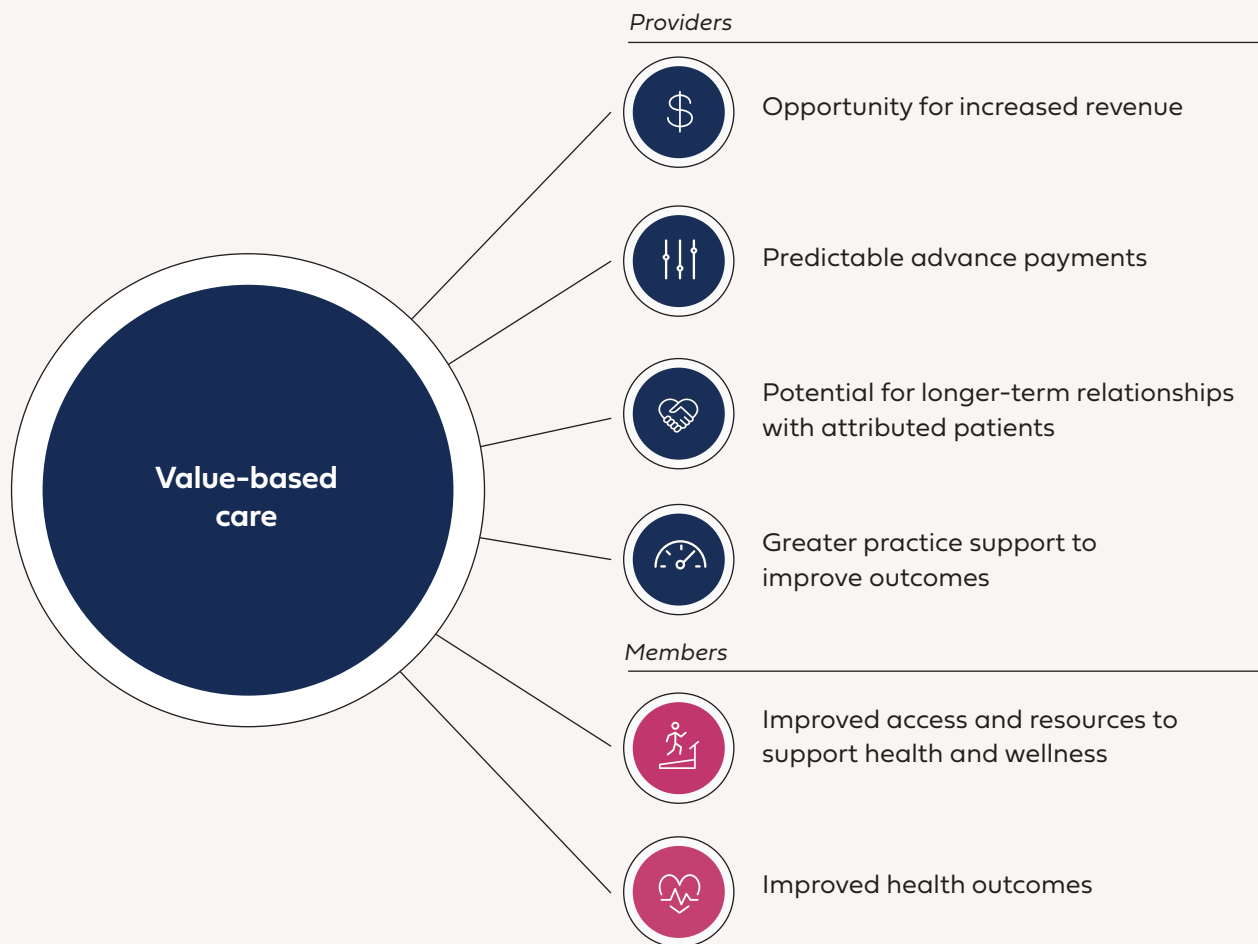 Providers
Opportunity for increased revenue
Predictable advance payments
Potential for longer-term relationships
with attributed patients
Value-based
care
Greater practice support to
improve outcomes
Members
Improved access and resources to
support health and wellness
Improved health outcomes